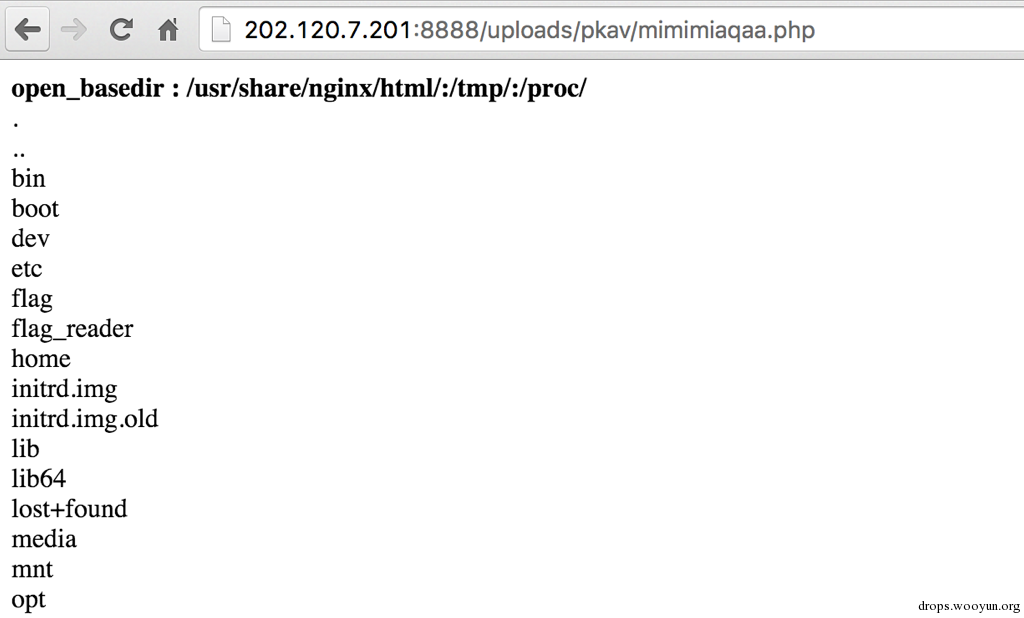 202.120.7.201:8888/uploads/pkav/mimimiaqaa.php
open_basedir : /usr/share/nginx/html/:/tmp/:/proc/
.
..
bin
boot
dev
etc
flag
flag_reader
home
initrd.img
initrd.img.old
lib
lib64
lost+found
media
mnt
opt
drops.wooyun.org